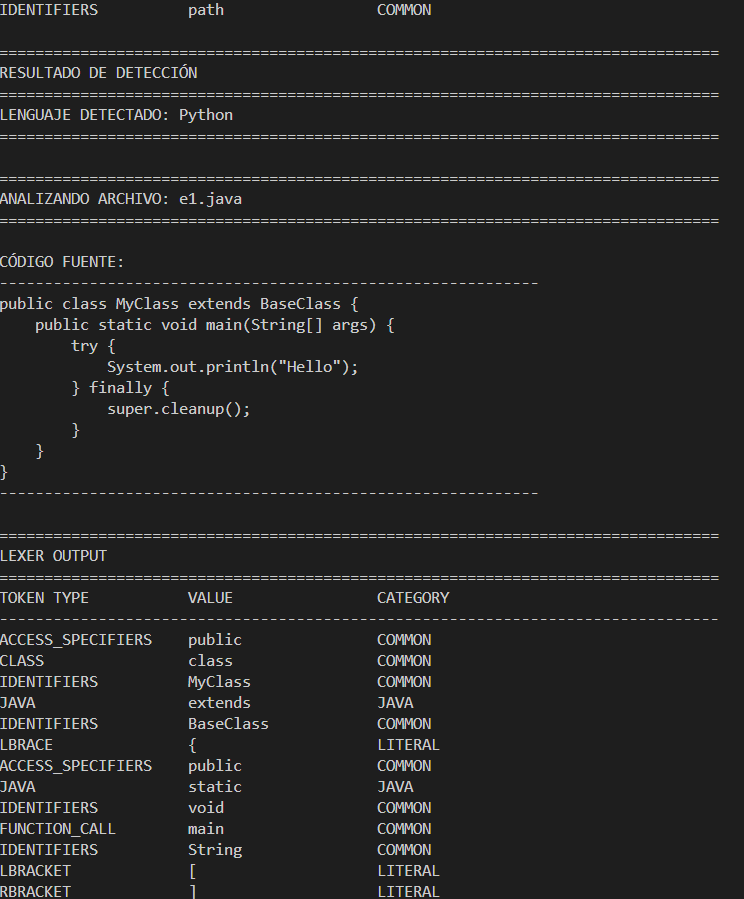 IDENTIFIERS          path                 COMMON
================================================================================
RESULTADO DE DETECCIÓN
================================================================================
LENGUAJE DETECTADO: Python
================================================================================
================================================================================
ANALIZANDO ARCHIVO: e1.java
================================================================================
CÓDIGO FUENTE:
------------------------------------------------------------
public class MyClass extends BaseClass {
    public static void main(String[] args) {
        try {
            System.out.println("Hello");
        } finally {
            super.cleanup();
        }
    }
}
------------------------------------------------------------
================================================================================
LEXER OUTPUT
================================================================================
TOKEN TYPE           VALUE                CATEGORY
--------------------------------------------------------------------------------
ACCESS_SPECIFIERS    public               COMMON
CLASS                class                COMMON
IDENTIFIERS          MyClass              COMMON
JAVA                 extends              JAVA
IDENTIFIERS          BaseClass            COMMON
LBRACE               {                    LITERAL
ACCESS_SPECIFIERS    public               COMMON
JAVA                 static               JAVA
IDENTIFIERS          void                 COMMON
FUNCTION_CALL        main                 COMMON
IDENTIFIERS          String               COMMON
LBRACKET             [                    LITERAL
RBRACKET             ]                    LITERAL